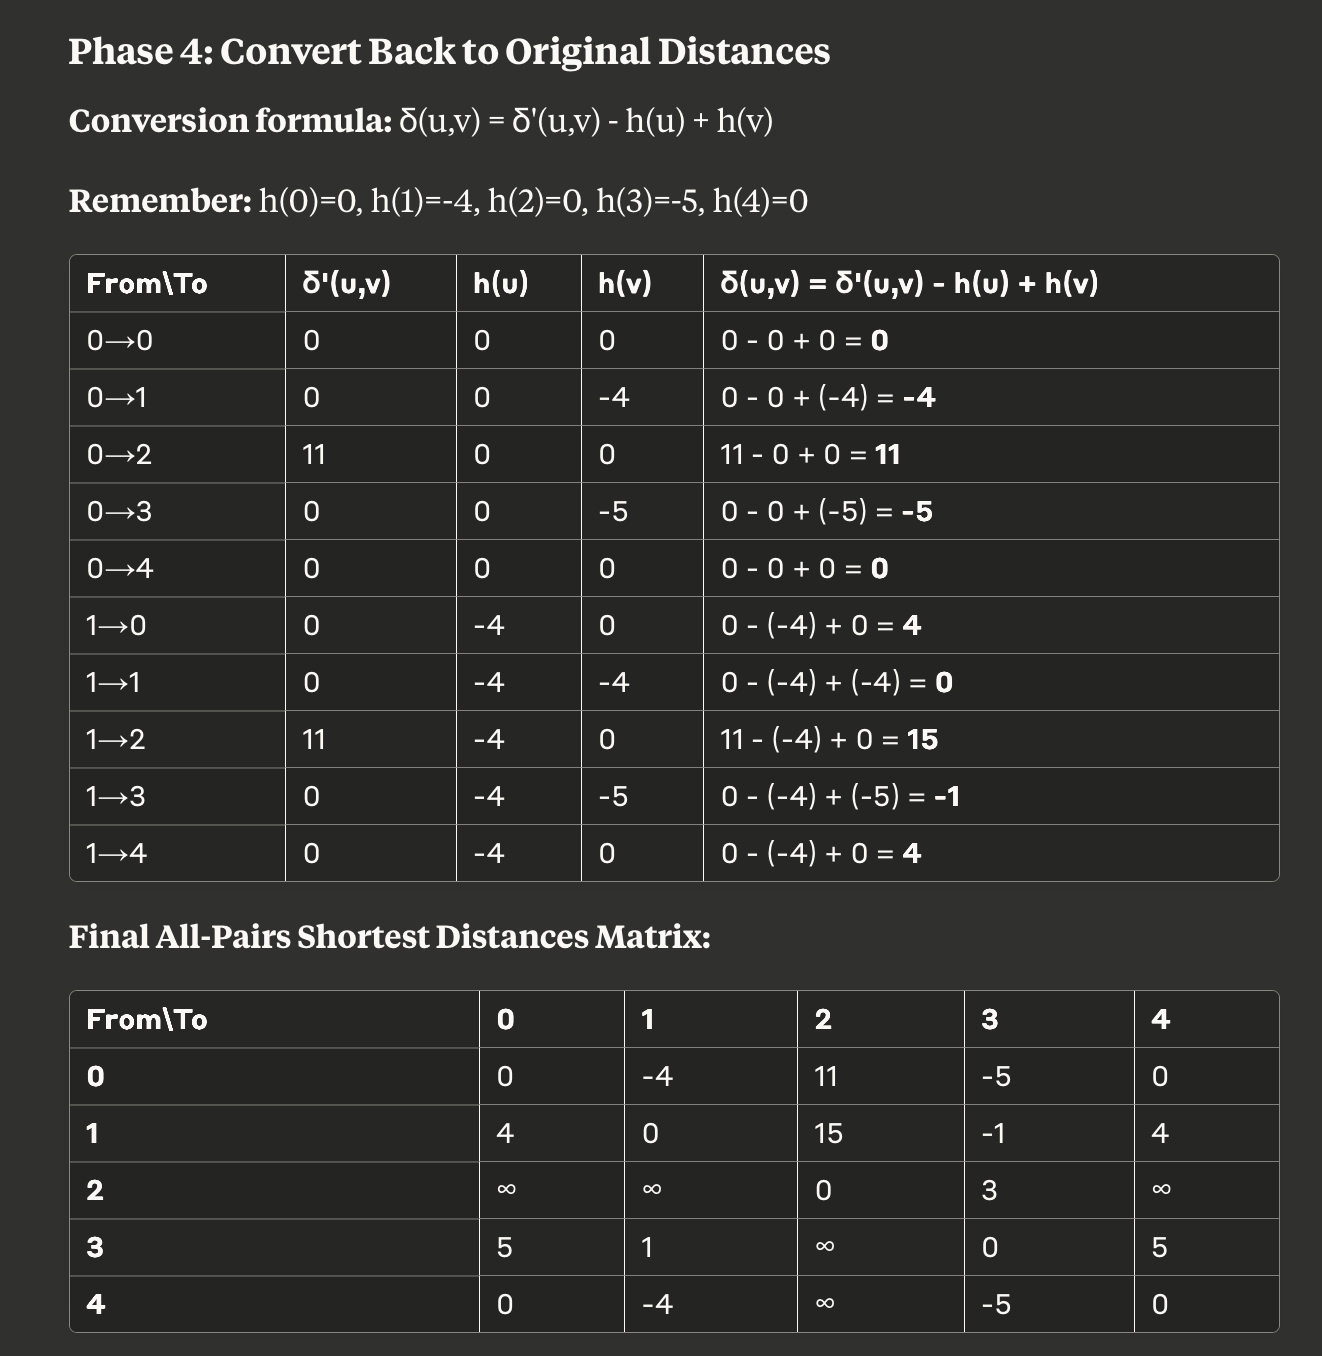 Phase 4: Convert Back to Original Distances
Conversion formula: δ(u,v) = δ'(u,v) - h(u) + h(v)
Remember: h(0)=0, h(1)=-4, h(2)=0, h(3)=-5, h(4)=0
From\To δ'(u,v) h(u) h(v) δ(u,v) = δ'(u,v) - h(u) + h(v)
0→0 0 0 0 0 - 0 + 0 = 0
0→1 0 0 -4 0 - 0 + (-4) = -4
0→2 11 0 0 11 - 0 + 0 = 11
0→3 0 0 -5 0 - 0 + (-5) = -5
0→4 0 0 0 0 - 0 + 0 = 0
1→0 0 -4 0 0 - (-4) + 0 = 4
1→1 0 -4 -4 0 - (-4) + (-4) = 0
1→2 11 -4 0 11 - (-4) + 0 = 15
1→3 0 -4 -5 0 - (-4) + (-5) = -1
1→4 0 -4 0 0 - (-4) + 0 = 4
Final All-Pairs Shortest Distances Matrix:
From\To 0 1 2 3 4
0 0 -4 11 -5 0
1 4 0 15 -1 4
2 ∞ ∞ 0 3 ∞
3 5 1 ∞ 0 5
4 0 -4 ∞ -5 0